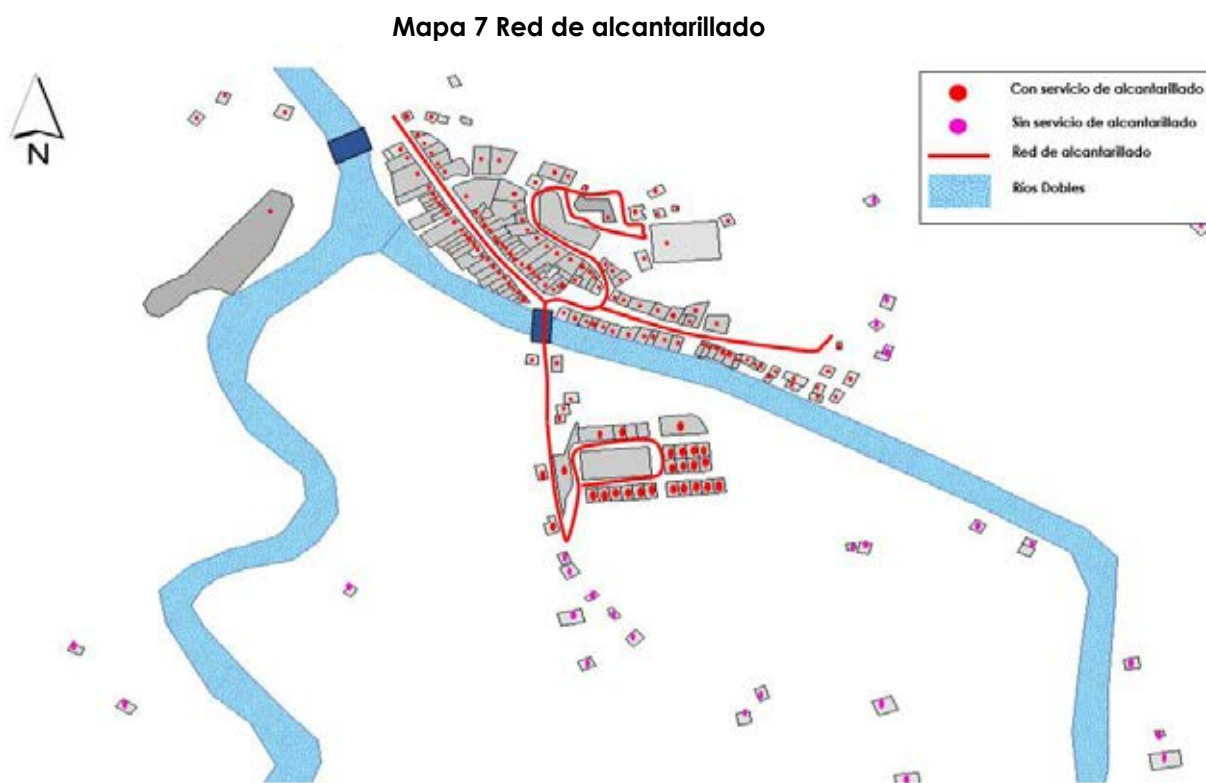 Mapa 7 Red de alcantarillado
N
Con servicio de alcantarillado
Sin servicio de alcantarillado
Red de alcantarillado
Ríos Dobles